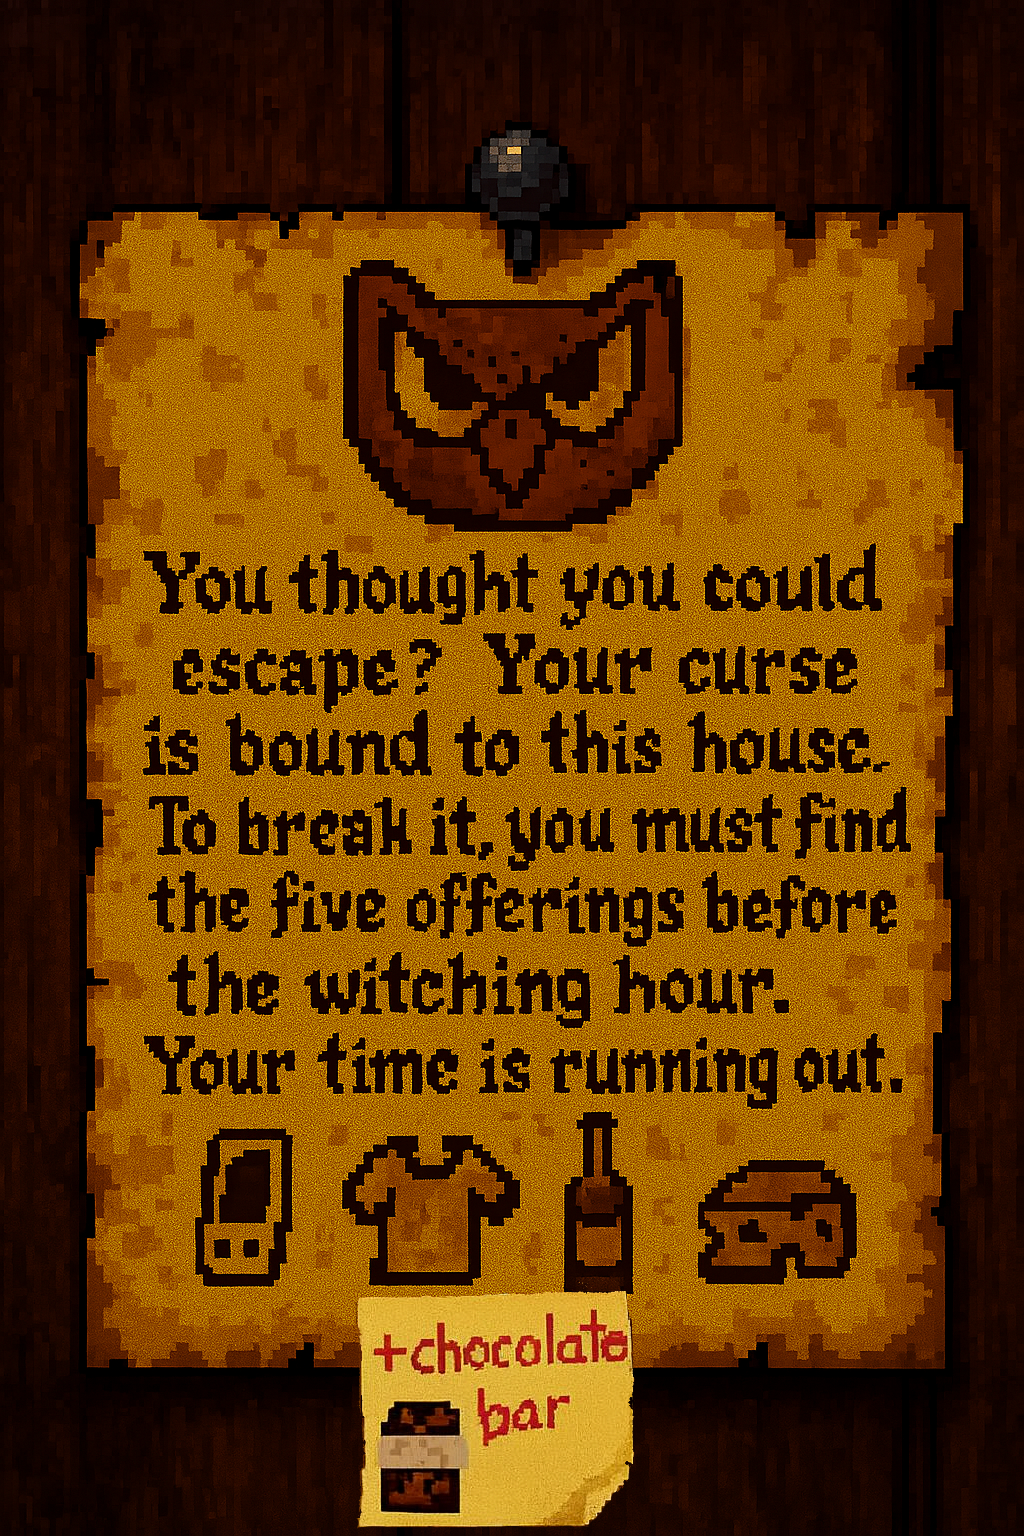 You thought you could
escape? Your curse
is bound to this house.
To break it, you must find
the five offerings before
the witching hour.
Your time is running out.
+chocolate
bar